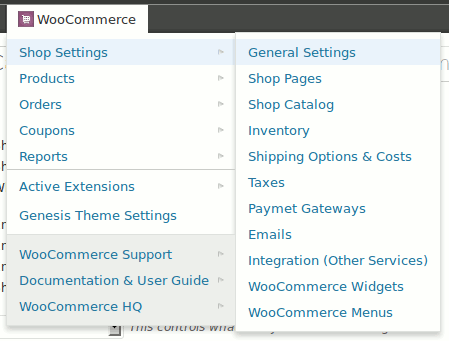 WooCommerce
Shop Settings
Products
Orders
Coupons
Reports
Active Extensions
Genesis Theme Settings
WooCommerce Support
Documentation & User Guide
WooCommerce HQ
General Settings
Shop Pages
Shop Catalog
Inventory
Shipping Options & Costs
Taxes
Paymet Gateways
Emails
Integration (Other Services)
WooCommerce Widgets
WooCommerce Menus
This controls